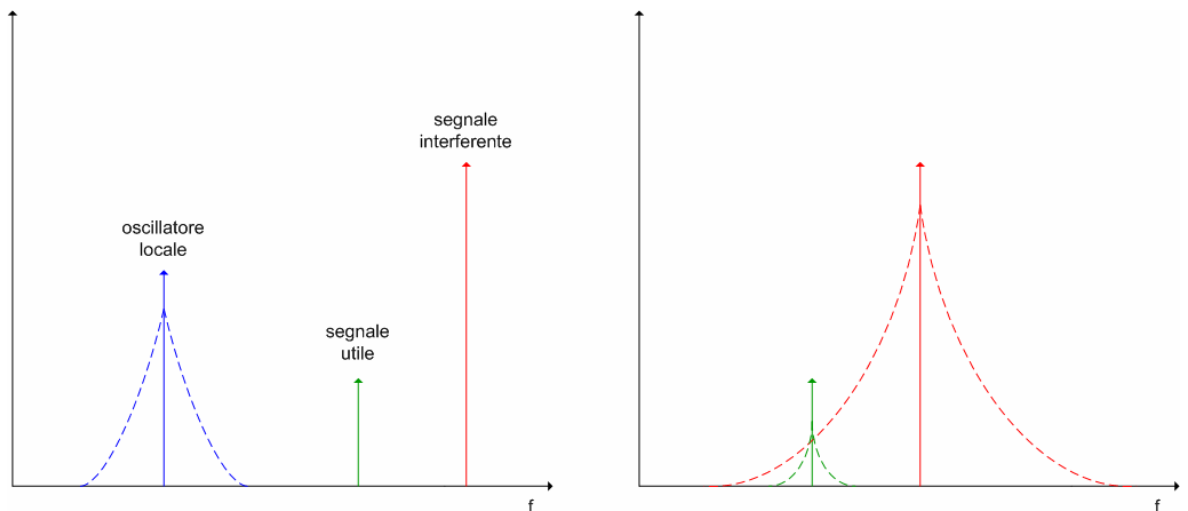 segnale
interferente
oscillatore
locale
segnale
utile
f
f